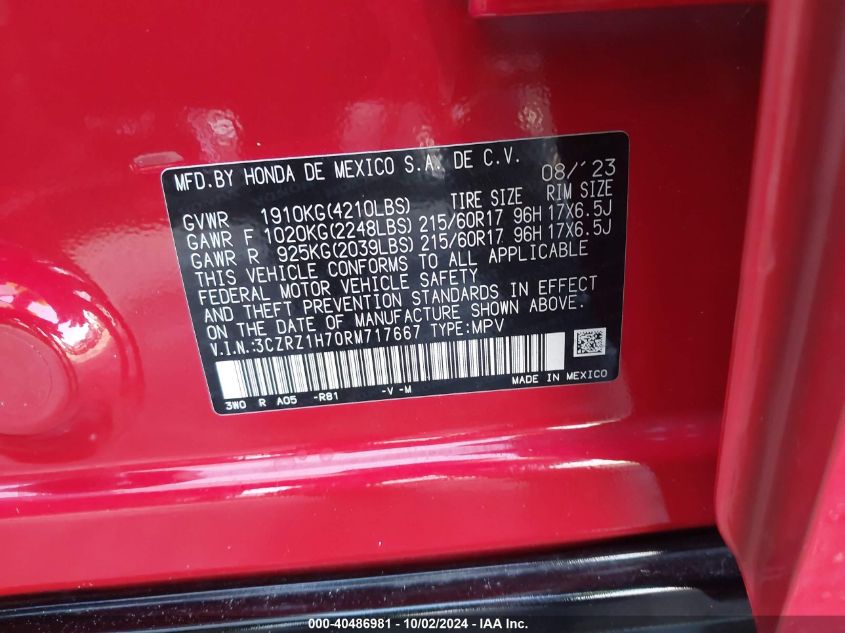 MFD.BY HONDA DE MEXICO S.A. DE C.V. 08/'23
GVWR 1910KG(4210LBS) TIRE SIZE RIM SIZE
GAWR F 1020KG(2248LBS) 215/60R17 96H 17X6.5J
GAWR R 925KG(2039LBS) 215/60R17 96H 17X6.5J
THIS VEHICLE CONFORMS TO ALL APPLICABLE
FEDERAL MOTOR VEHICLE SAFETY
AND THEFT PREVENTION STANDARDS IN EFFECT
ON THE DATE OF MANUFACTURE SHOWN ABOVE.
V.I.N.:3CZRZ1H70RM717667 TYPE:MPV
3W0 R A05 -R81 -V -M MADE IN MEXICO
000-40486981 - 10/02/2024 - IAA Inc.